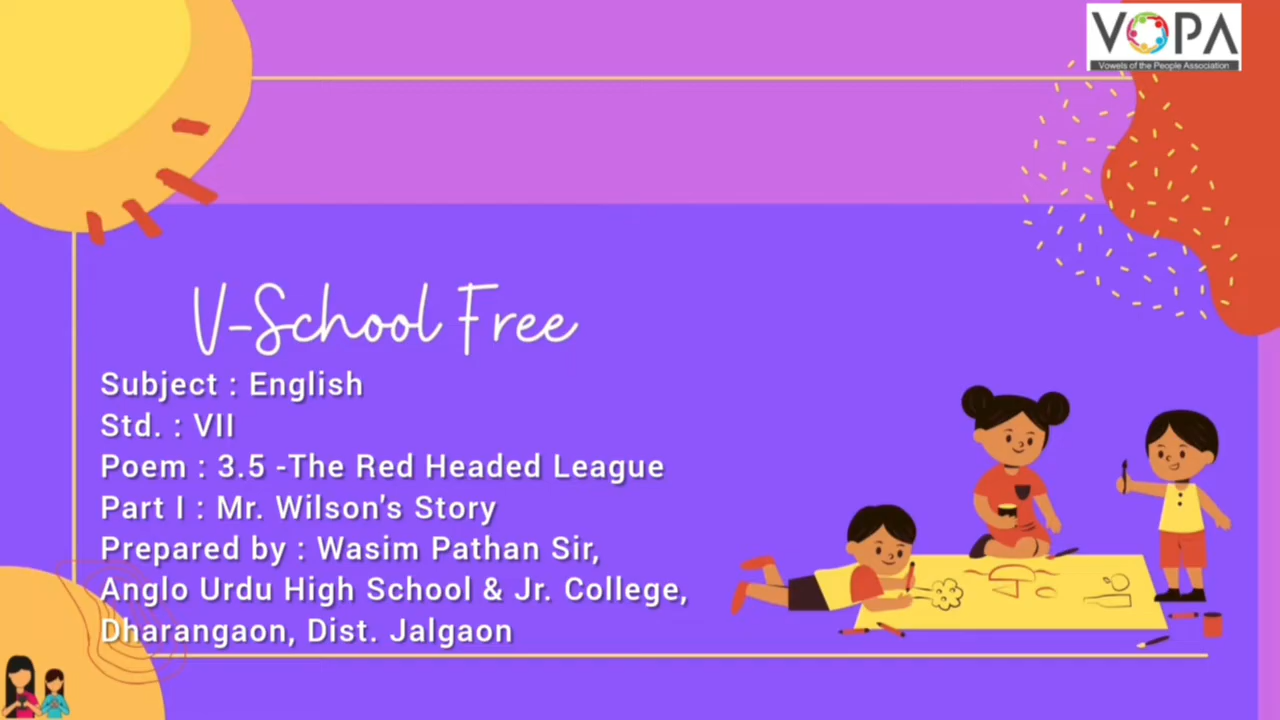 VOPA
Vowels of the People Association
V-School Free
Subject : English
Std. : VII
Poem : 3.5 -The Red Headed League
Part I : Mr. Wilson's Story
Prepared by : Wasim Pathan Sir,
Anglo Urdu High School & Jr. College,
Dharangaon, Dist. Jalgaon